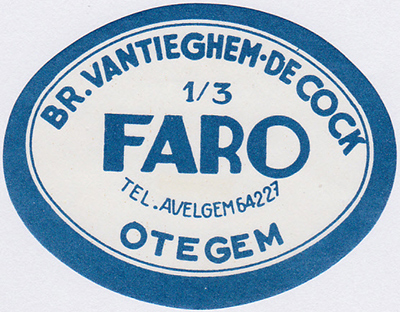 BR. VANTIEGHEM-DE COCK
1/3
FARO
TEL. AVELGEM 64227
OTEGEM